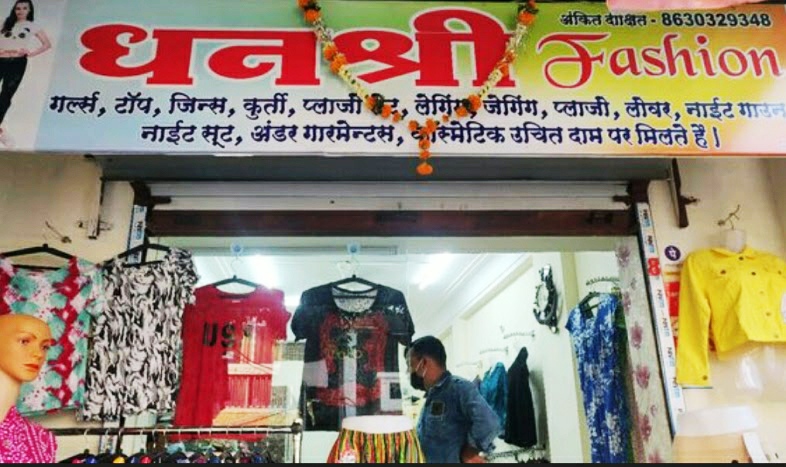 अंकित दीक्षित - 8630329348
धनश्री Fashion
गर्ल्स, टॉप, जिन्स, कुर्ती, प्लाजो लेगिंग, जेगिंग, प्लाजो, लोवर, नाईट गाउन
नाईट सूट, अंडर गारमेन्टस, कॉस्मेटिक उचित दाम पर मिलते हैं।